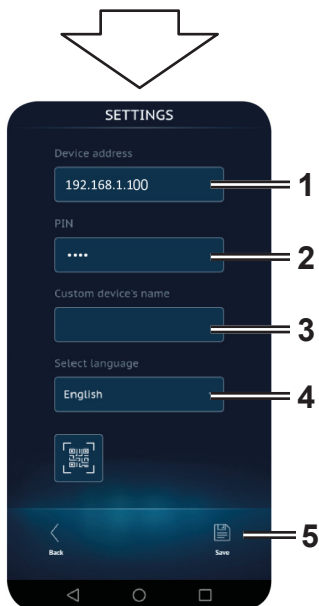 SETTINGS
Device address
192.168.1.100
1
PIN
••••
2
Custom device's name
3
Select language
English
4
Back
Save
5